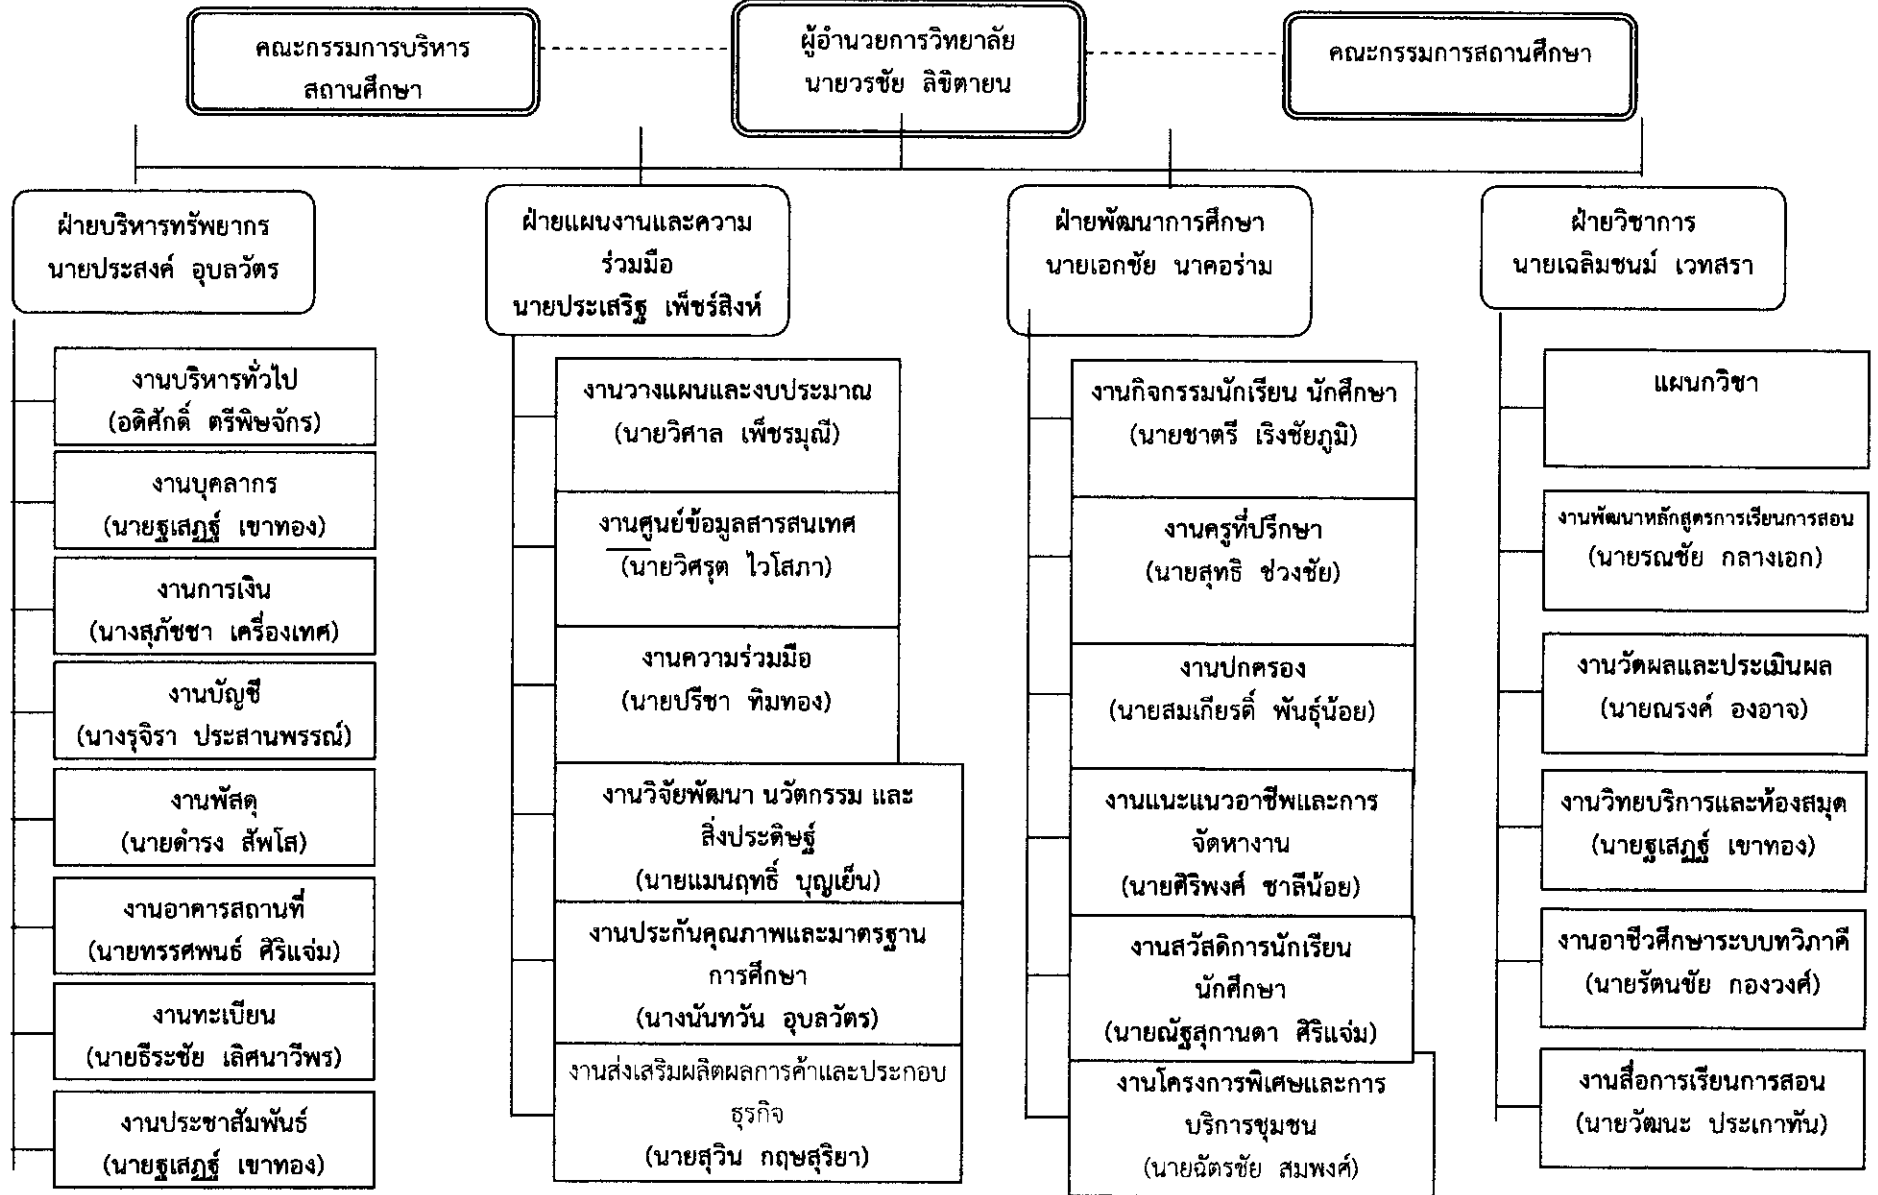 คณะกรรมการบริหาร
สถานศึกษา
ผู้อำนวยการวิทยาลัย
นายวรชัย ลิขิตายน
คณะกรรมการสถานศึกษา
ฝ่ายบริหารทรัพยากร
นายประสงค์ อุบลวัตร
ฝ่ายแผนงานและความ
ร่วมมือ
นายประเสริฐ เพ็ชร์สิงห์
ฝ่ายพัฒนาการศึกษา
นายเอกชัย นาคอร่าม
ฝ่ายวิชาการ
นายเฉลิมชนม์ เวทสรา
งานบริหารทั่วไป
(อดิศักดิ์ ตรีพิษจักร)
งานบุคลากร
(นายฐเสฏฐ์ เขาทอง)
งานการเงิน
(นางสุภัชชา เครื่องเทศ)
งานบัญชี
(นางรุจิรา ประสานพรรณ์)
งานพัสดุ
(นายดำรง สัพโส)
งานอาคารสถานที่
(นายทรรศพนธ์ ศิริแจ่ม)
งานทะเบียน
(นายธีระชัย เลิศนาวีพร)
งานประชาสัมพันธ์
(นายฐเสฏฐ์ เขาทอง)
งานวางแผนและงบประมาณ
(นายวิศาล เพ็ชรมุณี)
งานศูนย์ข้อมูลสารสนเทศ
(นายวิศรุต ไวโสภา)
งานความร่วมมือ
(นายปรีชา ทิมทอง)
งานวิจัยพัฒนา นวัตกรรม และ
สิ่งประดิษฐ์
(นายแมนฤทธิ์ บุญเย็น)
งานประกันคุณภาพและมาตรฐาน
การศึกษา
(นางนันทวัน อุบลวัตร)
งานส่งเสริมผลิตผลการค้าและประกอบ
ธุรกิจ
(นายสุวิน กฤษสุริยา)
งานกิจกรรมนักเรียน นักศึกษา
(นายชาตรี เริงชัยภูมิ)
งานครูที่ปรึกษา
(นายสุทธิ ช่วงชัย)
งานปกครอง
(นายสมเกียรติ์ พันธุ์น้อย)
งานแนะแนวอาชีพและการ
จัดหางาน
(นายศิริพงศ์ ชาลีน้อย)
งานสวัสดิการนักเรียน
นักศึกษา
(นายณัฐสุกานดา ศิริแจ่ม)
งานโครงการพิเศษและการ
บริการชุมชน
(นายฉัตรชัย สมพงศ์)
แผนกวิชา
งานพัฒนาหลักสูตรการเรียนการสอน
(นายรณชัย กลางเอก)
งานวัดผลและประเมินผล
(นายณรงค์ องอาจ)
งานวิทยบริการและห้องสมุด
(นายฐเสฏฐ์ เขาทอง)
งานอาชีวศึกษาระบบทวิภาคี
(นายรัตนชัย กองวงศ์)
งานสื่อการเรียนการสอน
(นายวัฒนะ ประเกาทัน)